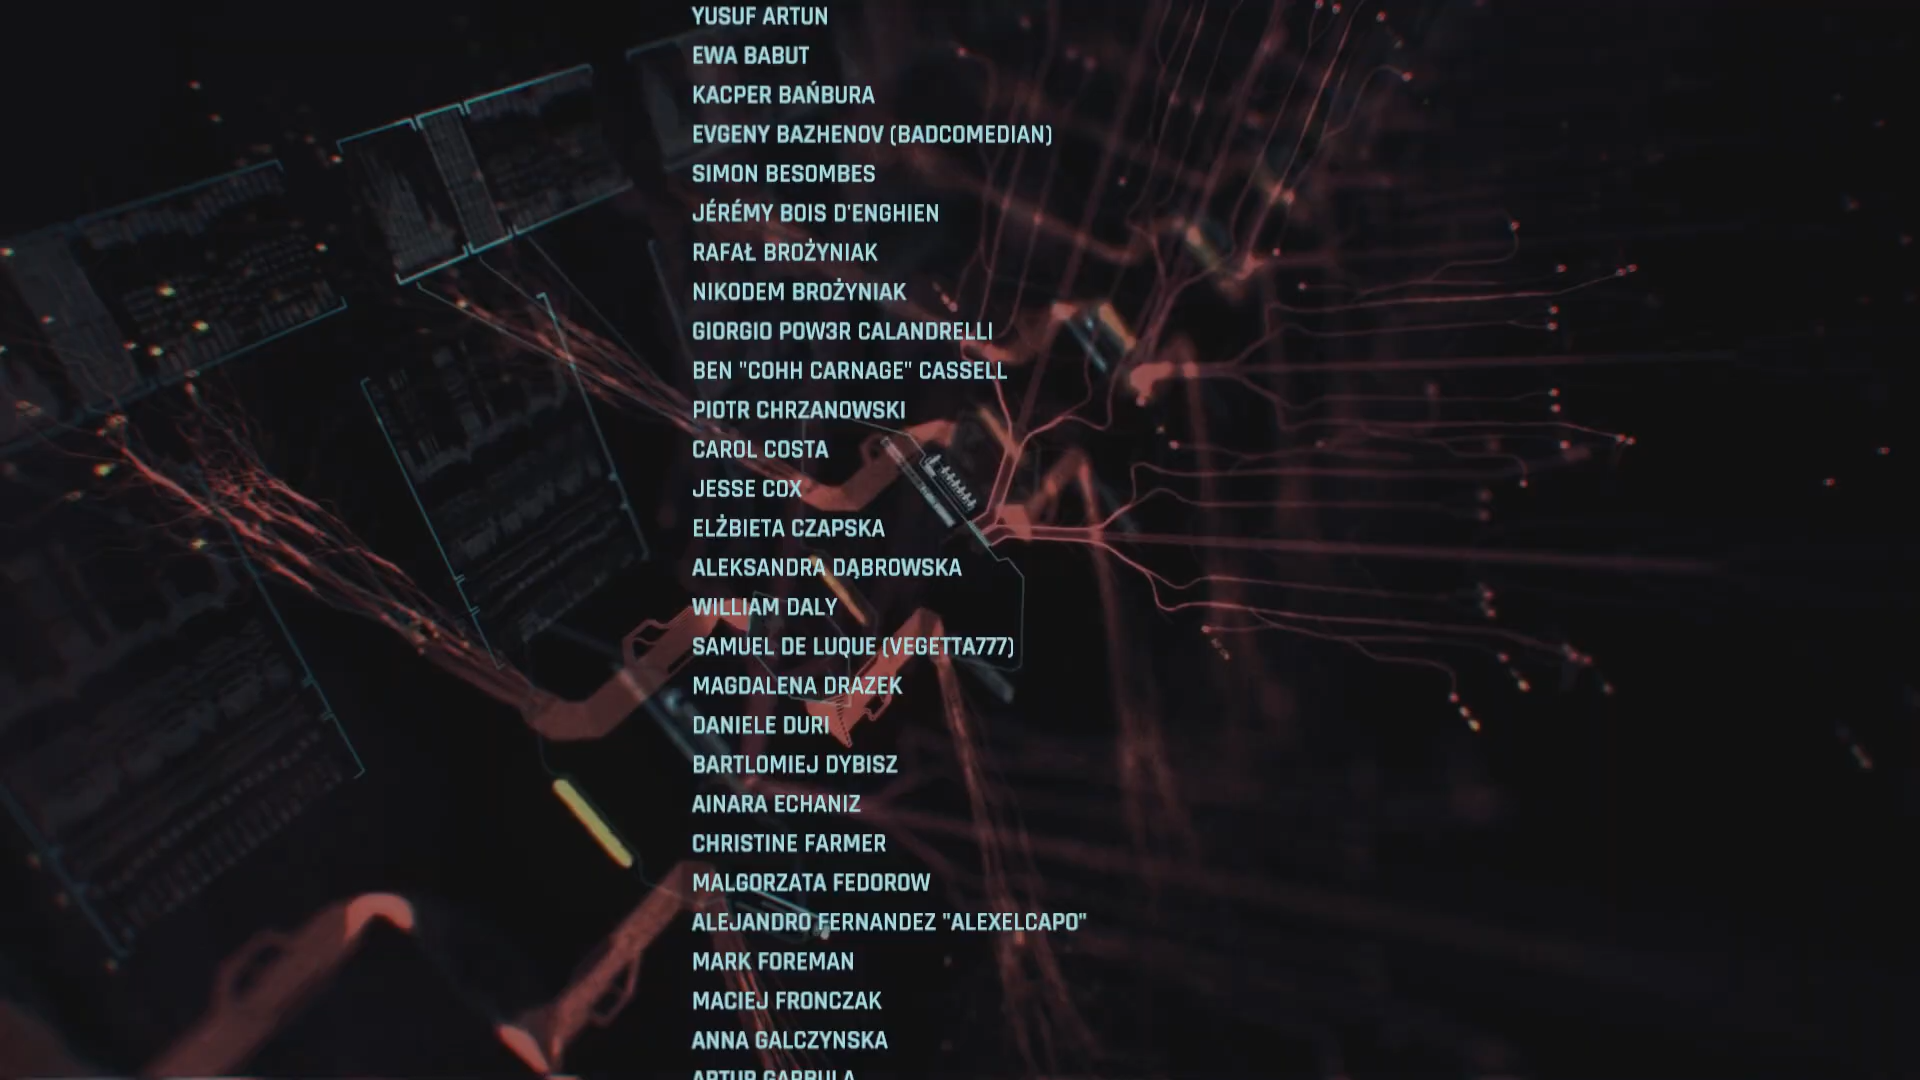 YUSUF ARTUN
EWA BABUT
KACPER BAŃBURA
EVGENY BAZHENOV (BADCOMEDIAN)
SIMON BESOMBES
JÉRÉMY BOIS D'ENGHIEN
RAFAŁ BROŻYNIAK
NIKODEM BROŻYNIAK
GIORGIO POW3R CALANDRELLI
BEN "COHH CARNAGE" CASSELL
PIOTR CHRZANOWSKI
CAROL COSTA
JESSE COX
ELŻBIETA CZAPSKA
ALEKSANDRA DĄBROWSKA
WILLIAM DALY
SAMUEL DE LUQUE (VEGETTA777)
MAGDALENA DRAZEK
DANIELE DURI
BARTLOMIEJ DYBISZ
AINARA ECHANIZ
CHRISTINE FARMER
MALGORZATA FEDOROW
ALEJANDRO FERNANDEZ "ALEXELCAPO"
MARK FOREMAN
MACIEJ FRONCZAK
ANNA GALCZYNSKA
ARTUR GARBULA